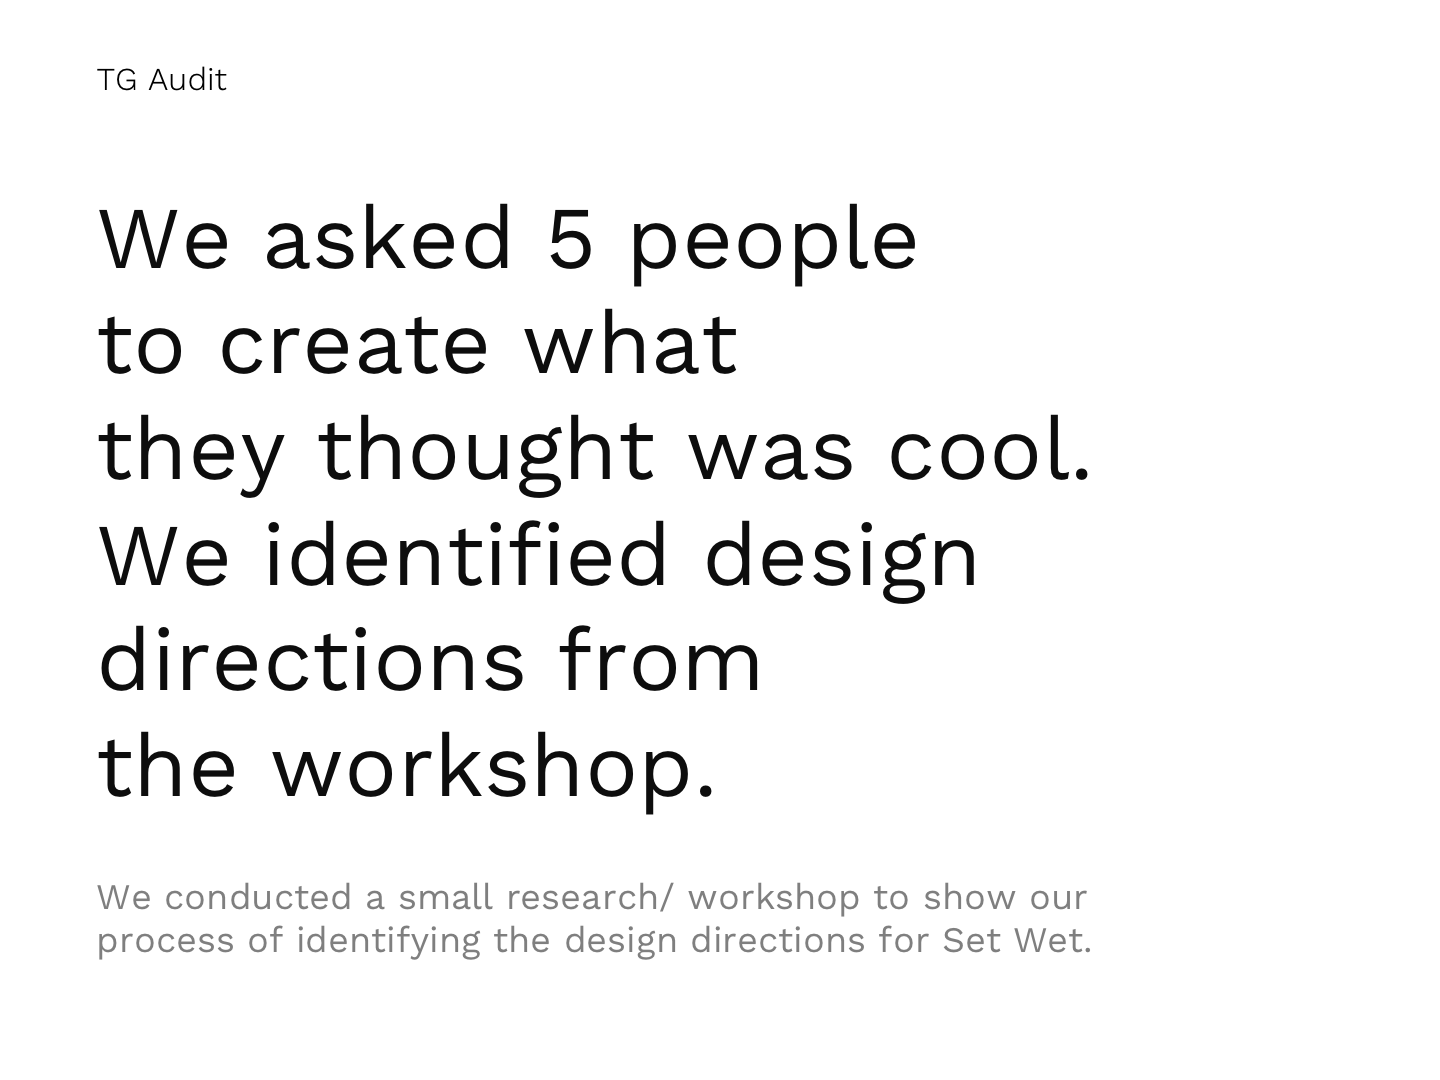 TG Audit
We asked 5 people
to create what
they thought was cool.
We identified design
directions from
the workshop.
We conducted a small research/ workshop to show our
process of identifying the design directions for Set Wet.